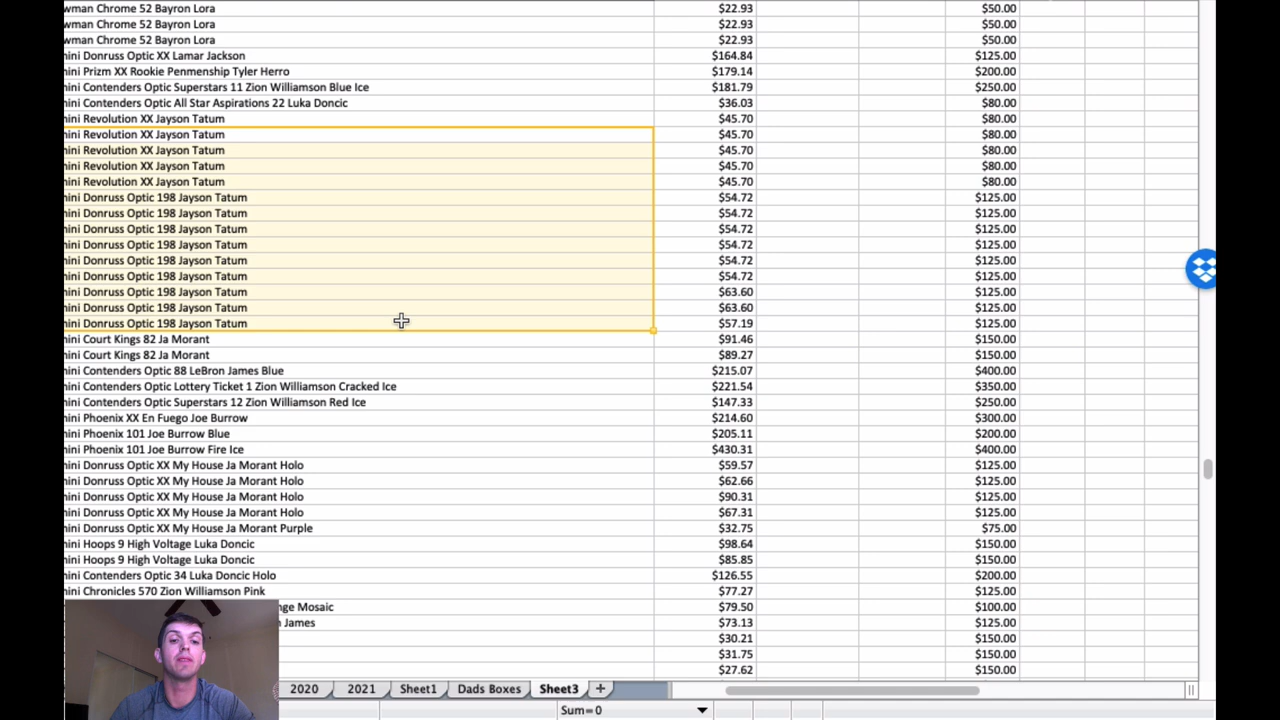 wman Chrome 52 Bayron Lora $22.93 $50.00
wman Chrome 52 Bayron Lora $22.93 $50.00
wman Chrome 52 Bayron Lora $22.93 $50.00
nini Donruss Optic XX Lamar Jackson $164.84 $125.00
nini Prizm XX Rookie Penmenship Tyler Herro $179.14 $200.00
nini Contenders Optic Superstars 11 Zion Williamson Blue Ice $181.79 $250.00
nini Contenders Optic All Star Aspirations 22 Luka Doncic $36.03 $80.00
nini Revolution XX Jayson Tatum $45.70 $80.00
nini Revolution XX Jayson Tatum $45.70 $80.00
nini Revolution XX Jayson Tatum $45.70 $80.00
nini Revolution XX Jayson Tatum $45.70 $80.00
nini Revolution XX Jayson Tatum $45.70 $80.00
nini Donruss Optic 198 Jayson Tatum $54.72 $125.00
nini Donruss Optic 198 Jayson Tatum $54.72 $125.00
nini Donruss Optic 198 Jayson Tatum $54.72 $125.00
nini Donruss Optic 198 Jayson Tatum $54.72 $125.00
nini Donruss Optic 198 Jayson Tatum $54.72 $125.00
nini Donruss Optic 198 Jayson Tatum $54.72 $125.00
nini Donruss Optic 198 Jayson Tatum $63.60 $125.00
nini Donruss Optic 198 Jayson Tatum $63.60 $125.00
nini Donruss Optic 198 Jayson Tatum $57.19 $125.00
nini Court Kings 82 Ja Morant $91.46 $150.00
nini Court Kings 82 Ja Morant $89.27 $150.00
nini Contenders Optic 88 LeBron James Blue $215.07 $400.00
nini Contenders Optic Lottery Ticket 1 Zion Williamson Cracked Ice $221.54 $350.00
nini Contenders Optic Superstars 12 Zion Williamson Red Ice $147.33 $250.00
nini Phoenix XX En Fuego Joe Burrow $214.60 $300.00
nini Phoenix 101 Joe Burrow Blue $205.11 $200.00
nini Phoenix 101 Joe Burrow Fire Ice $430.31 $400.00
nini Donruss Optic XX My House Ja Morant Holo $59.57 $125.00
nini Donruss Optic XX My House Ja Morant Holo $62.66 $125.00
nini Donruss Optic XX My House Ja Morant Holo $90.31 $125.00
nini Donruss Optic XX My House Ja Morant Holo $67.31 $125.00
nini Donruss Optic XX My House Ja Morant Purple $32.75 $75.00
nini Hoops 9 High Voltage Luka Doncic $98.64 $150.00
nini Hoops 9 High Voltage Luka Doncic $85.85 $150.00
nini Contenders Optic 34 Luka Doncic Holo $126.55 $200.00
nini Chronicles 570 Zion Williamson Pink $77.27 $125.00
nge Mosaic $79.50 $100.00
James $73.13 $125.00
$30.21 $150.00
$31.75 $150.00
$27.62 $150.00
2020 2021 Sheet1 Dads Boxes Sheet3 +
Sum=0